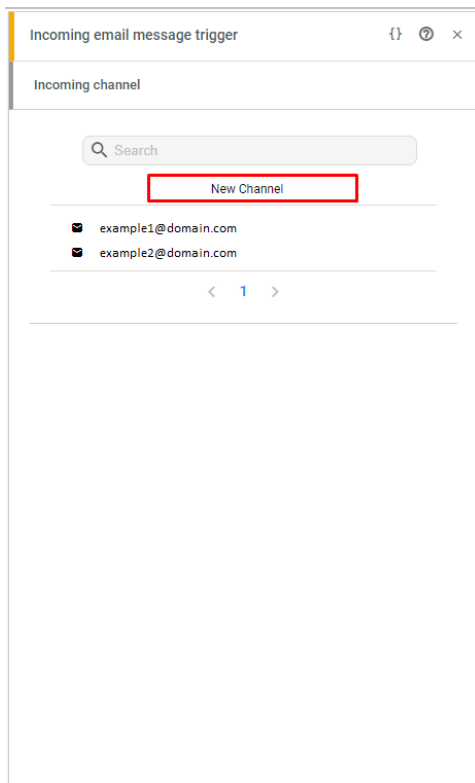 Incoming email message trigger {} ?
Incoming channel
Search
New Channel
example1@domain.com
example2@domain.com
< 1 >